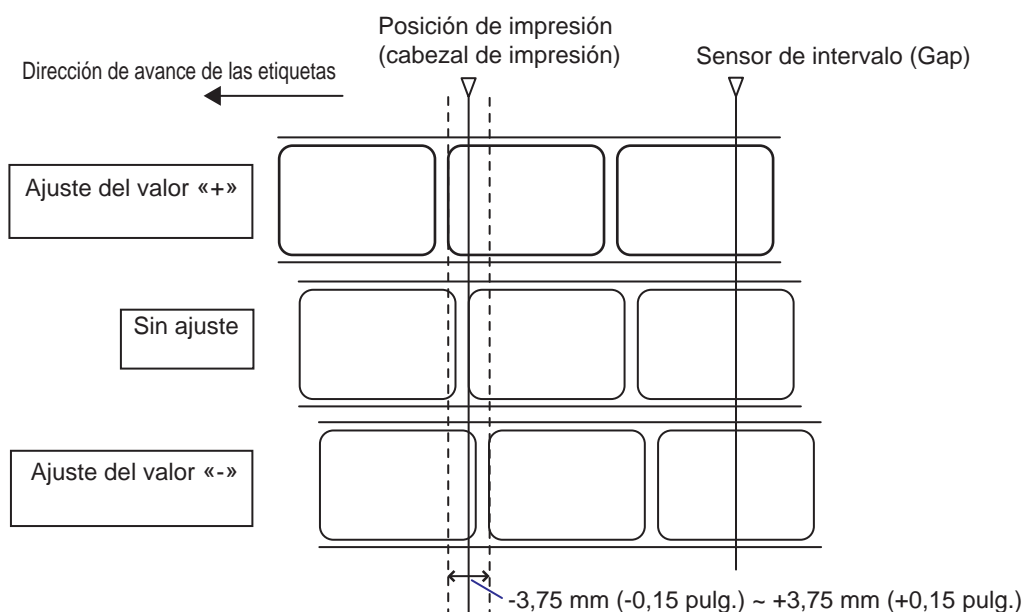 Posición de impresión
(cabezal de impresión)
Sensor de intervalo (Gap)
Dirección de avance de las etiquetas
Ajuste del valor «+»
Sin ajuste
Ajuste del valor «-»
-3,75 mm (-0,15 pulg.) ~ +3,75 mm (+0,15 pulg.)